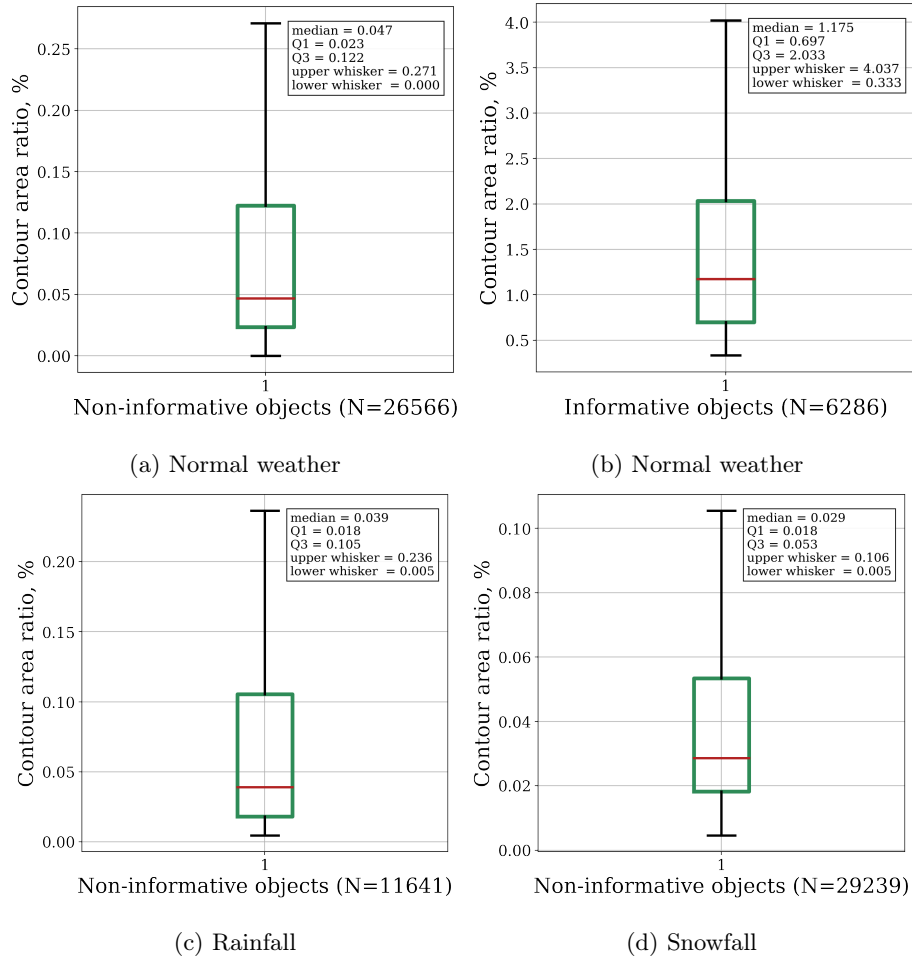 Contour area ratio, %
0.25
0.20
0.15
0.10
0.05
0.00
median = 0.047
Q1 = 0.023
Q3 = 0.122
upper whisker = 0.271
lower whisker = 0.000
1
Non-informative objects (N=26566)
(a) Normal weather
Contour area ratio, %
4.0
3.5
3.0
2.5
2.0
1.5
1.0
0.5
median = 1.175
Q1 = 0.697
Q3 = 2.033
upper whisker = 4.037
lower whisker = 0.333
1
Informative objects (N=6286)
(b) Normal weather
Contour area ratio, %
0.20
0.15
0.10
0.05
0.00
median = 0.039
Q1 = 0.018
Q3 = 0.105
upper whisker = 0.236
lower whisker = 0.005
1
Non-informative objects (N=11641)
(c) Rainfall
Contour area ratio, %
0.10
0.08
0.06
0.04
0.02
0.00
median = 0.029
Q1 = 0.018
Q3 = 0.053
upper whisker = 0.106
lower whisker = 0.005
1
Non-informative objects (N=29239)
(d) Snowfall